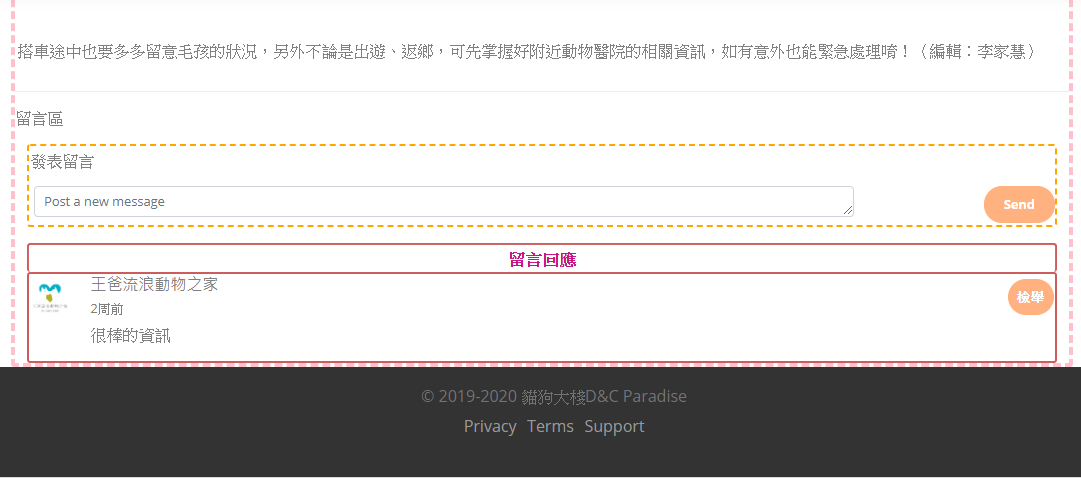 搭車途中也要多多留意毛孩的狀況，另外不論是出遊、返鄉，可先掌握好附近動物醫院的相關資訊，如有意外也能緊急處理唷！（編輯：李家慧）
留言區
發表留言
Post a new message
Send
留言回應
王爸流浪動物之家
檢舉
2周前
很棒的資訊
© 2019-2020 貓狗大棧D&C Paradise
Privacy Terms Support